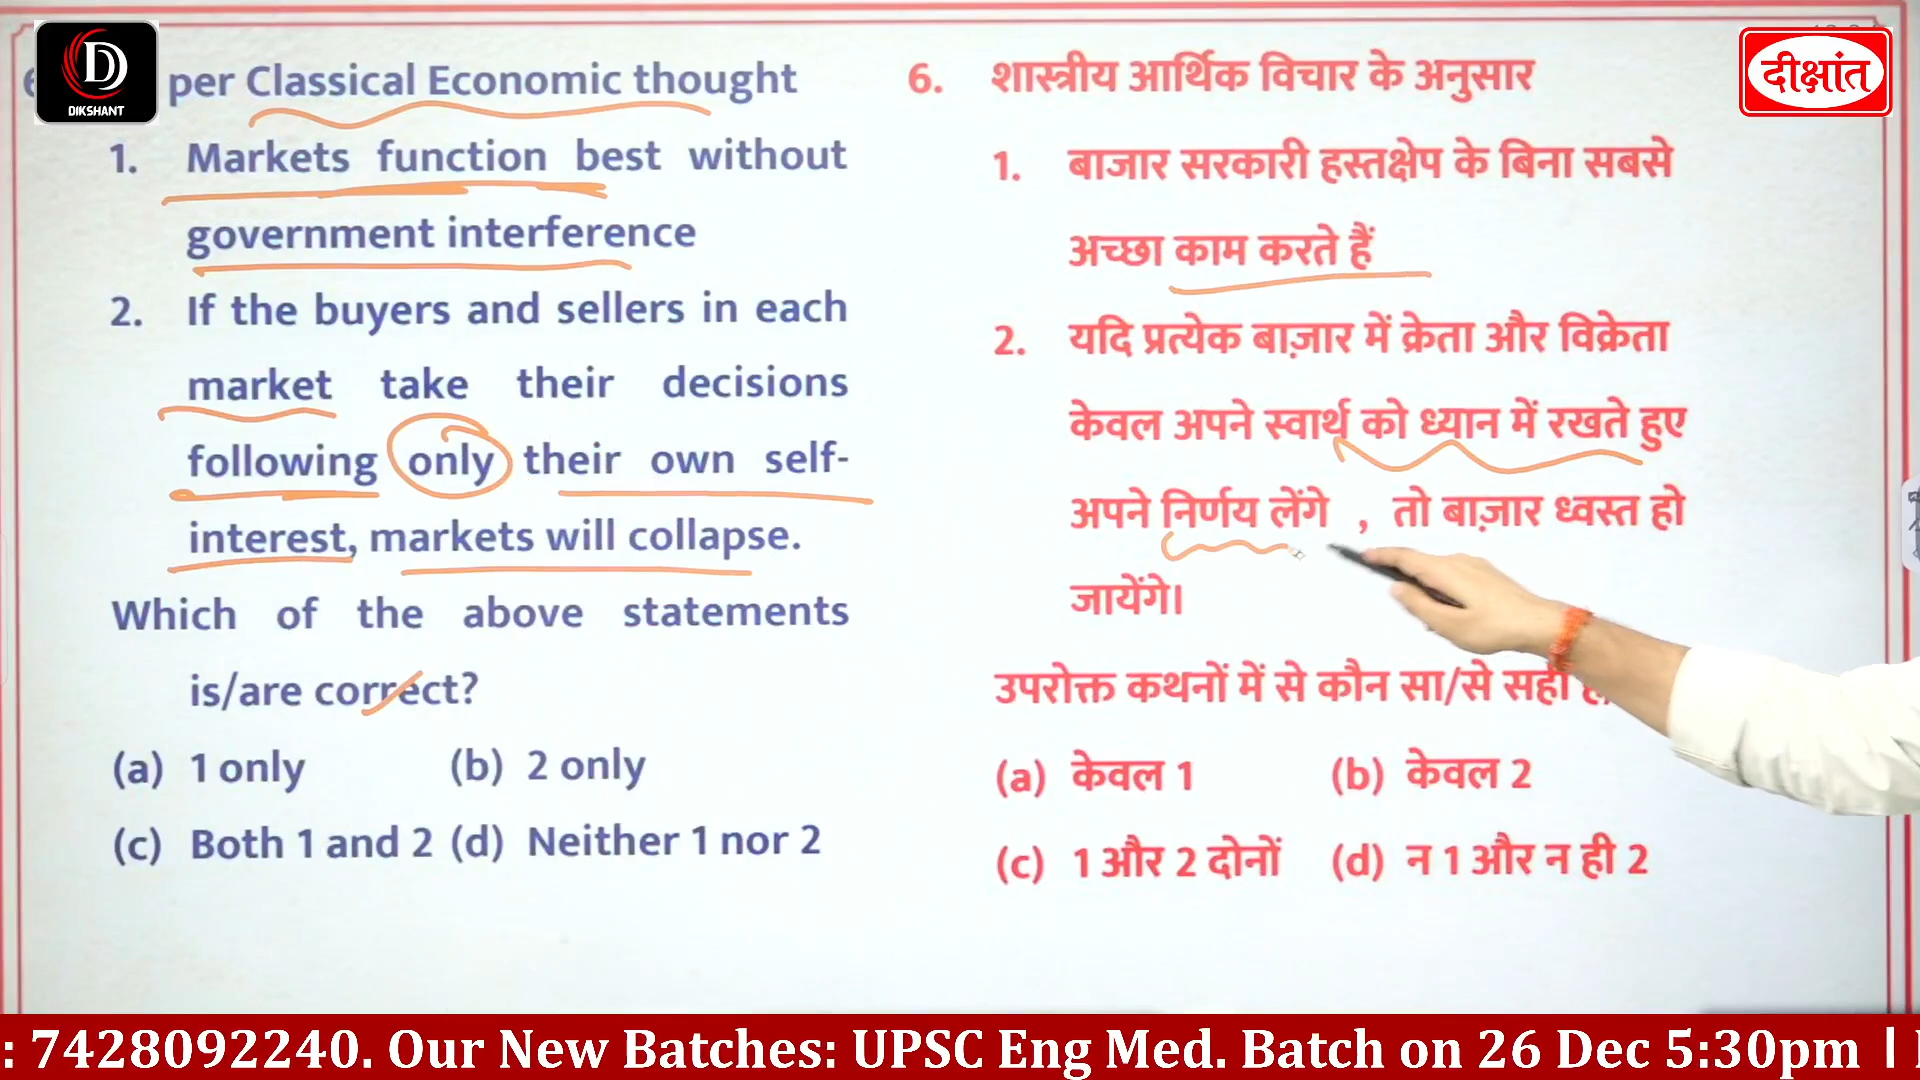 DIKSHANT
दीक्षांत
per Classical Economic thought
1. Markets function best without
government interference
2. If the buyers and sellers in each
market take their decisions
following only their own self-
interest, markets will collapse.
Which of the above statements
is/are correct?
(a) 1 only (b) 2 only
(c) Both 1 and 2 (d) Neither 1 nor 2
6. शास्त्रीय आर्थिक विचार के अनुसार
1. बाजार सरकारी हस्तक्षेप के बिना सबसे
अच्छा काम करते हैं
2. यदि प्रत्येक बाज़ार में क्रेता और विक्रेता
केवल अपने स्वार्थ को ध्यान में रखते हुए
अपने निर्णय लेंगे , तो बाज़ार ध्वस्त हो
जायेंगे।
उपरोक्त कथनों में से कौन सा/से सही
(a) केवल 1 (b) केवल 2
(c) 1 और 2 दोनों (d) न 1 और न ही 2
: 7428092240. Our New Batches: UPSC Eng Med. Batch on 26 Dec 5:30pm |